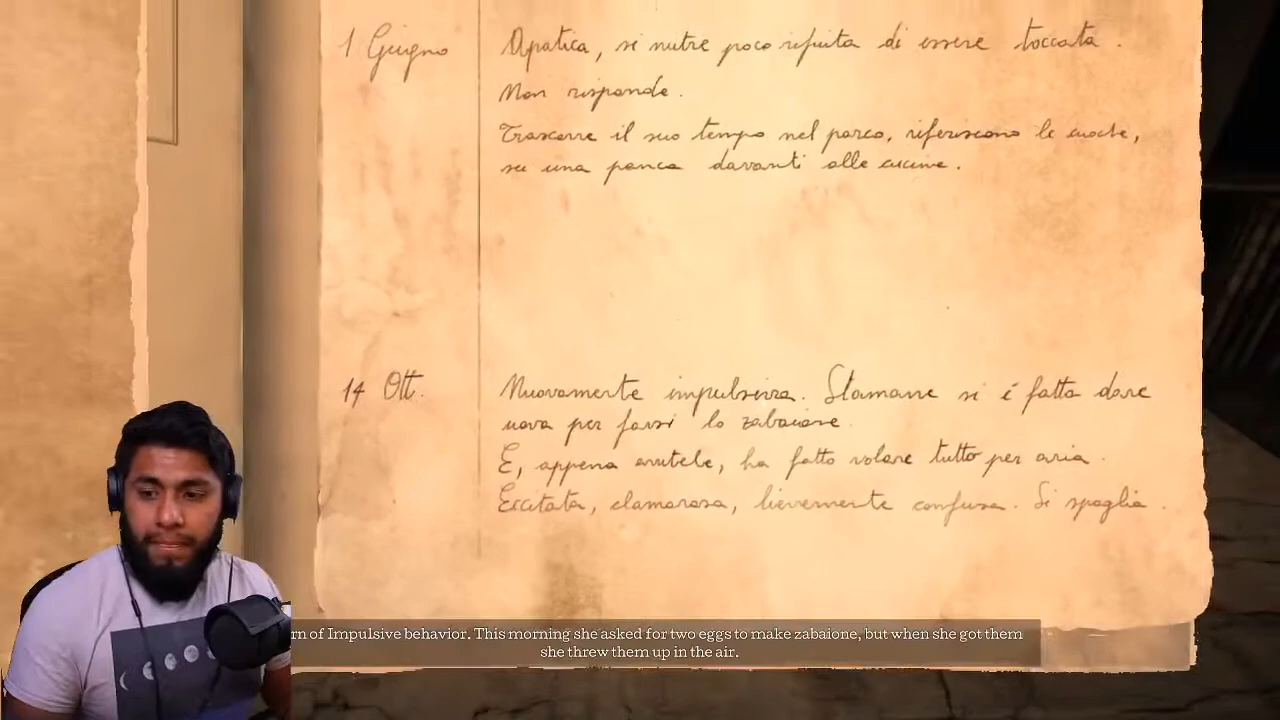 1 Giugno
Apatica, si nutre poco rifiuta di essere toccata.
Non risponde.
Trascorre il suo tempo nel parco, riferiscono le cuoche,
su una panca davanti alle cucine.
14 Ott.
Nuovamente impulsiva. Stamane si é fatta dare
uova per farsi lo zabaione.
E, appena avutele, ha fatto volare tutto per aria.
Eccitata, clamorosa, lievemente confusa. Si spoglia.
rn of Impulsive behavior. This morning she asked for two eggs to make zabaione, but when she got them
she threw them up in the air.